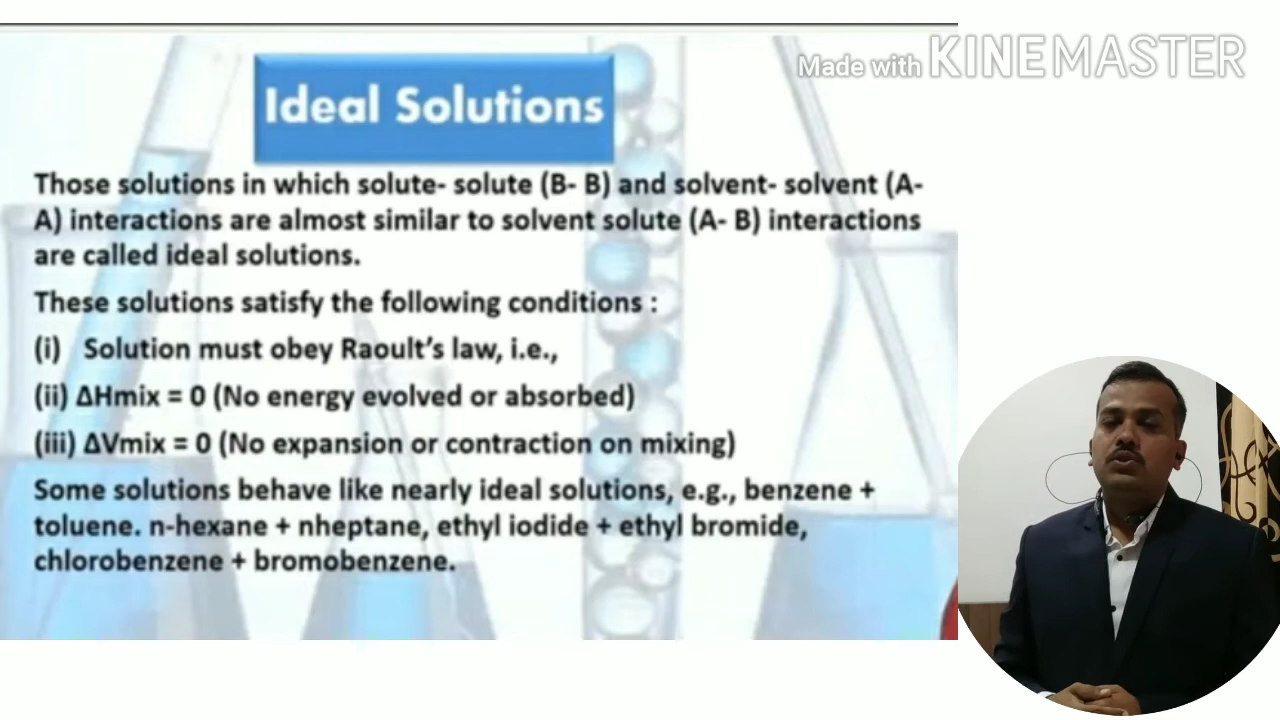 Made with KINEMASTER
Ideal Solutions
Those solutions in which solute- solute (B- B) and solvent- solvent (A-
A) interactions are almost similar to solvent solute (A- B) interactions
are called ideal solutions.
These solutions satisfy the following conditions :
(i) Solution must obey Raoult’s law, i.e.,
(ii) ΔHmix = 0 (No energy evolved or absorbed)
(iii) ΔVmix = 0 (No expansion or contraction on mixing)
Some solutions behave like nearly ideal solutions, e.g., benzene +
toluene. n-hexane + nheptane, ethyl iodide + ethyl bromide,
chlorobenzene + bromobenzene.